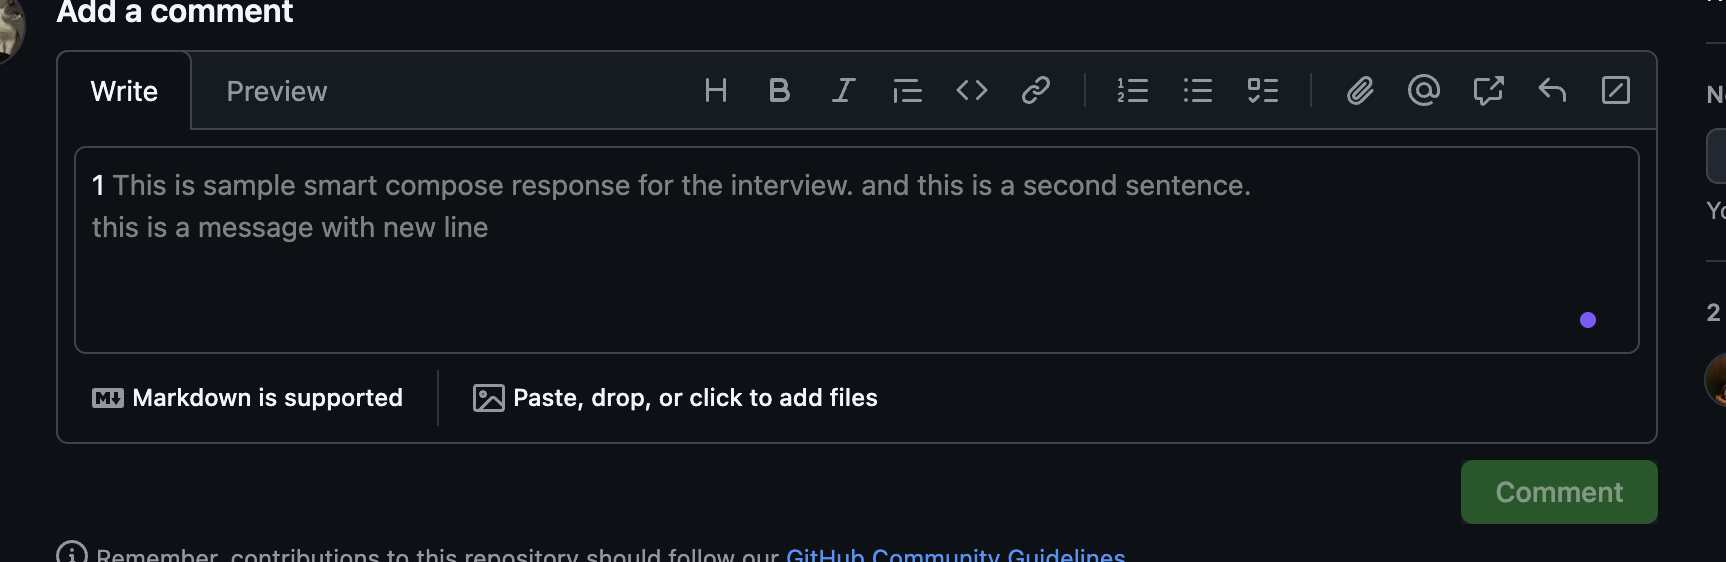 Add a comment
Write
Preview
1 This is sample smart compose response for the interview. and this is a second sentence.
this is a message with new line
Markdown is supported
Paste, drop, or click to add files
Comment
Remember, contributions to this repository should follow our GitHub Community Guidelines
2